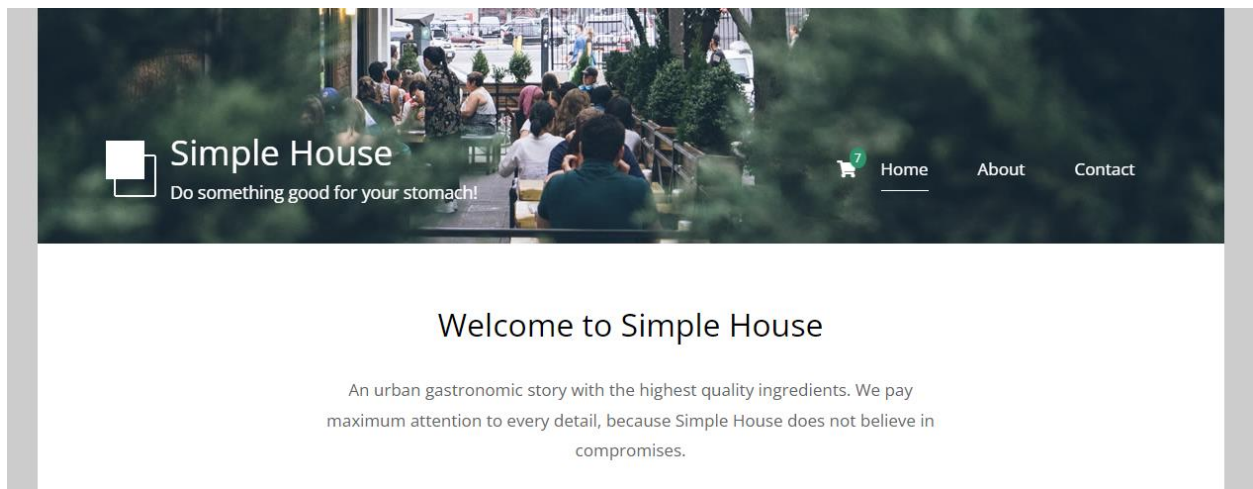 Simple House
Do something good for your stomach!
7
Home About Contact
Welcome to Simple House
An urban gastronomic story with the highest quality ingredients. We pay
maximum attention to every detail, because Simple House does not believe in
compromises.